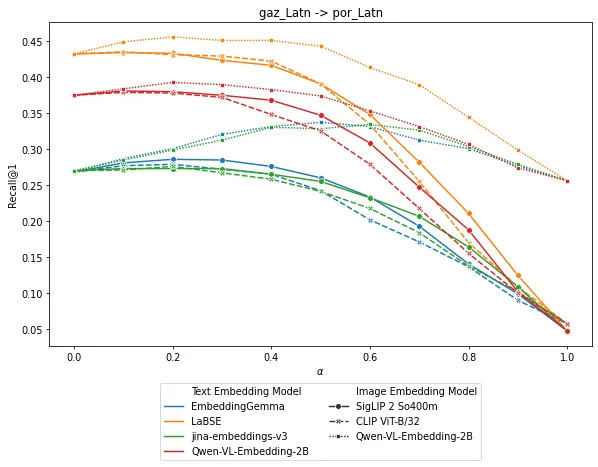 gaz_Latn -> por_Latn
Recall@1
0.45
0.40
0.35
0.30
0.25
0.20
0.15
0.10
0.05
0.0 0.2 0.4 0.6 0.8 1.0
α
Text Embedding Model
EmbeddingGemma
LaBSE
jina-embeddings-v3
Qwen-VL-Embedding-2B
Image Embedding Model
SigLIP 2 So400m
CLIP ViT-B/32
Qwen-VL-Embedding-2B